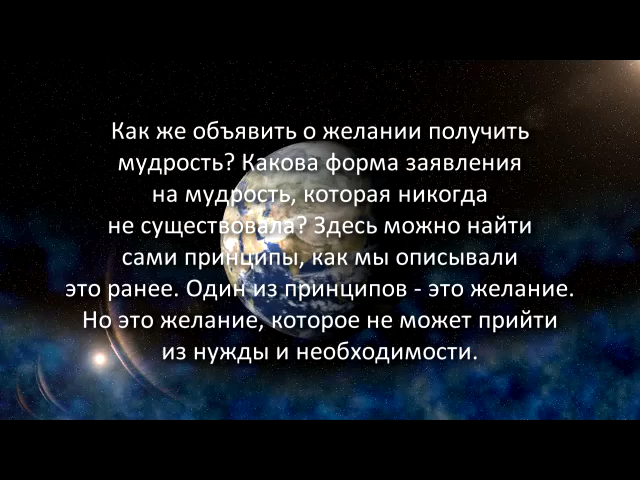 Как же объявить о желании получить
мудрость? Какова форма заявления
на мудрость, которая никогда
не существовала? Здесь можно найти
сами принципы, как мы описывали
это ранее. Один из принципов - это желание.
Но это желание, которое не может прийти
из нужды и необходимости.